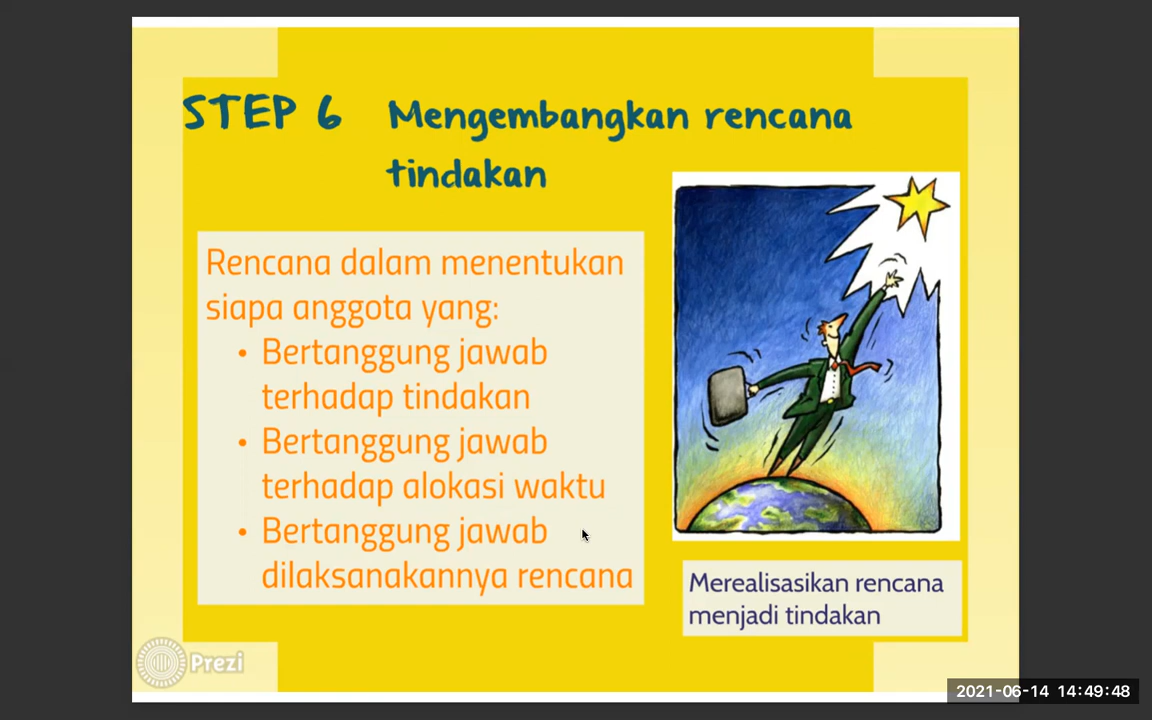 STEP 6 Mengembangkan rencana
tindakan
Rencana dalam menentukan
siapa anggota yang:
• Bertanggung jawab
terhadap tindakan
• Bertanggung jawab
terhadap alokasi waktu
• Bertanggung jawab
dilaksanakannya rencana
Merealisasikan rencana
menjadi tindakan
Prezi
2021-06-14 14:49:48